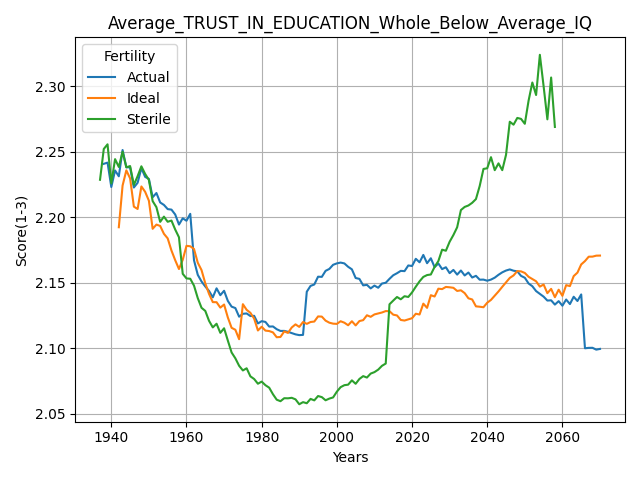 Average_TRUST_IN_EDUCATION_Whole_Below_Average_IQ
Fertility
Actual
Ideal
Sterile
Score(1-3)
2.30
2.25
2.20
2.15
2.10
2.05
1940 1960 1980 2000 2020 2040 2060
Years